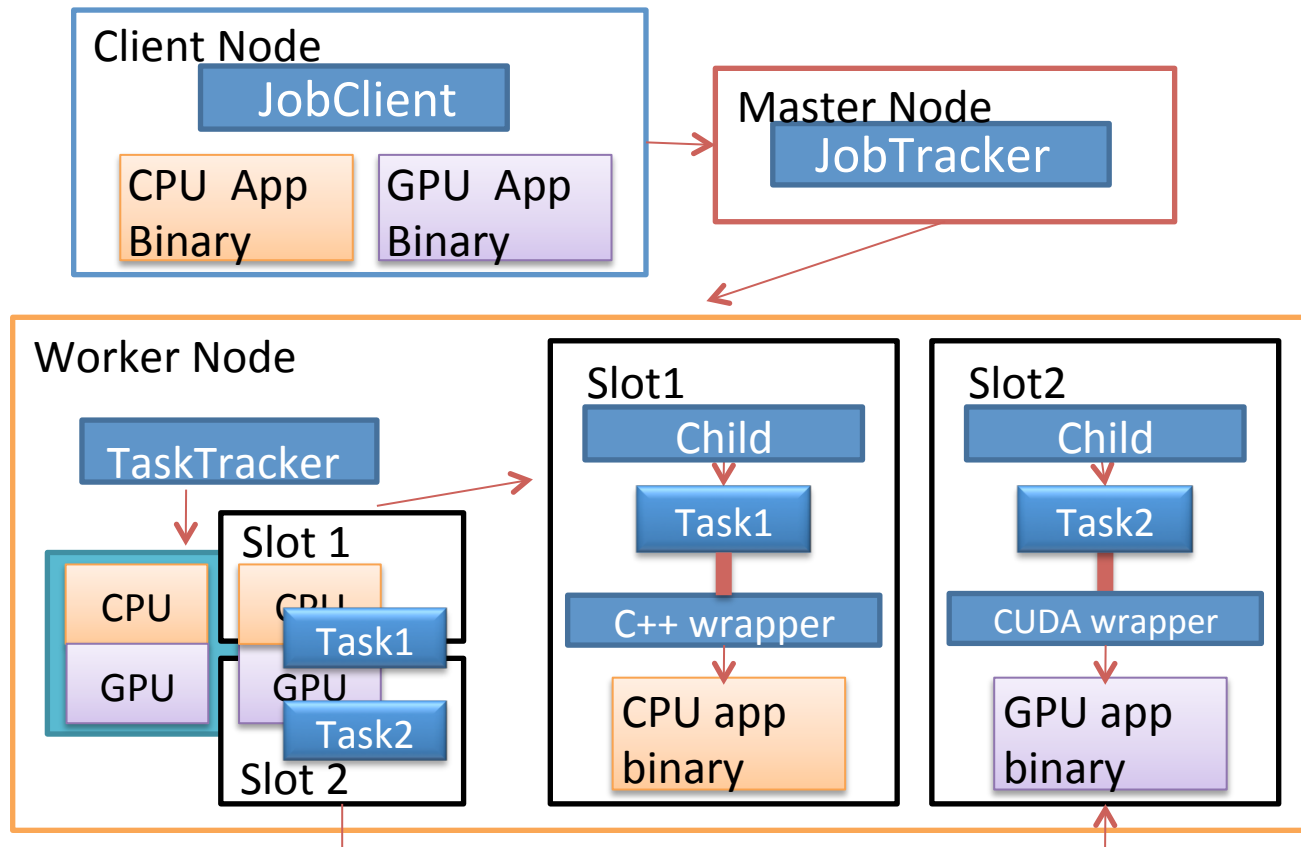 Client Node
JobClient
CPU App
Binary
GPU App
Binary
Master Node
JobTracker
Worker Node
TaskTracker
CPU
GPU
Slot 1
CPU
Task1
GPU
Task2
Slot 2
Slot1
Child
Task1
C++ wrapper
CPU app
binary
Slot2
Child
Task2
CUDA wrapper
GPU app
binary